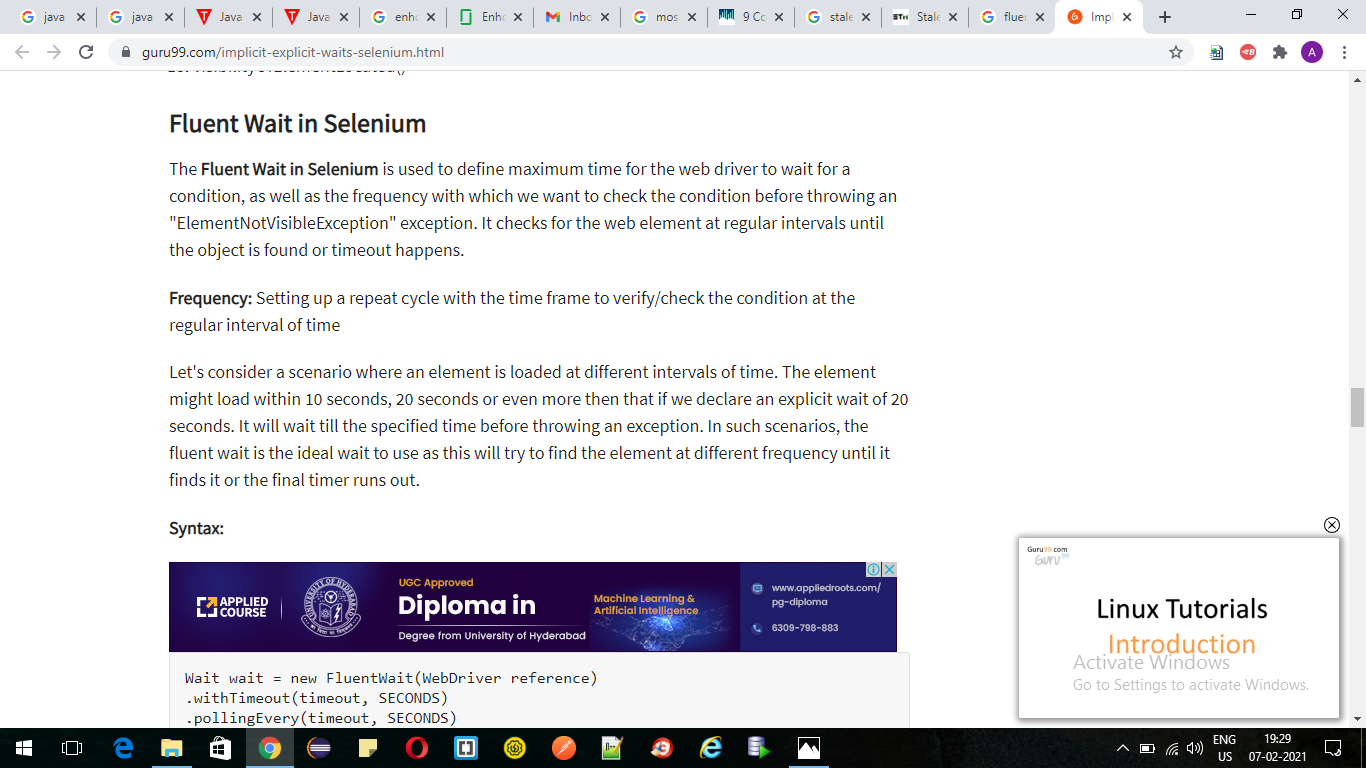 java
java
Java
Java
enh
Enh
Inbo
mos
9 Co
stale
Stale
fluer
Impl
guru99.com/implicit-explicit-waits-selenium.html
A
Fluent Wait in Selenium
The Fluent Wait in Selenium is used to define maximum time for the web driver to wait for a
condition, as well as the frequency with which we want to check the condition before throwing an
"ElementNotVisibleException" exception. It checks for the web element at regular intervals until
the object is found or timeout happens.
Frequency: Setting up a repeat cycle with the time frame to verify/check the condition at the
regular interval of time
Let's consider a scenario where an element is loaded at different intervals of time. The element
might load within 10 seconds, 20 seconds or even more then that if we declare an explicit wait of 20
seconds. It will wait till the specified time before throwing an exception. In such scenarios, the
fluent wait is the ideal wait to use as this will try to find the element at different frequency until it
finds it or the final timer runs out.
Syntax:
APPLIED
COURSE
UGC Approved
Diploma in
Degree from University of Hyderabad
Machine Learning &
Artificial Intelligence
www.appliedroots.com/
pg-diploma
6309-798-883
Wait wait = new FluentWait(WebDriver reference)
.withTimeout(timeout, SECONDS)
.pollingEvery(timeout, SECONDS)
Guru99.com
Guru99
Linux Tutorials
Introduction
Activate Windows
Go to Settings to activate Windows.
ENG
US
19:29
07-02-2021